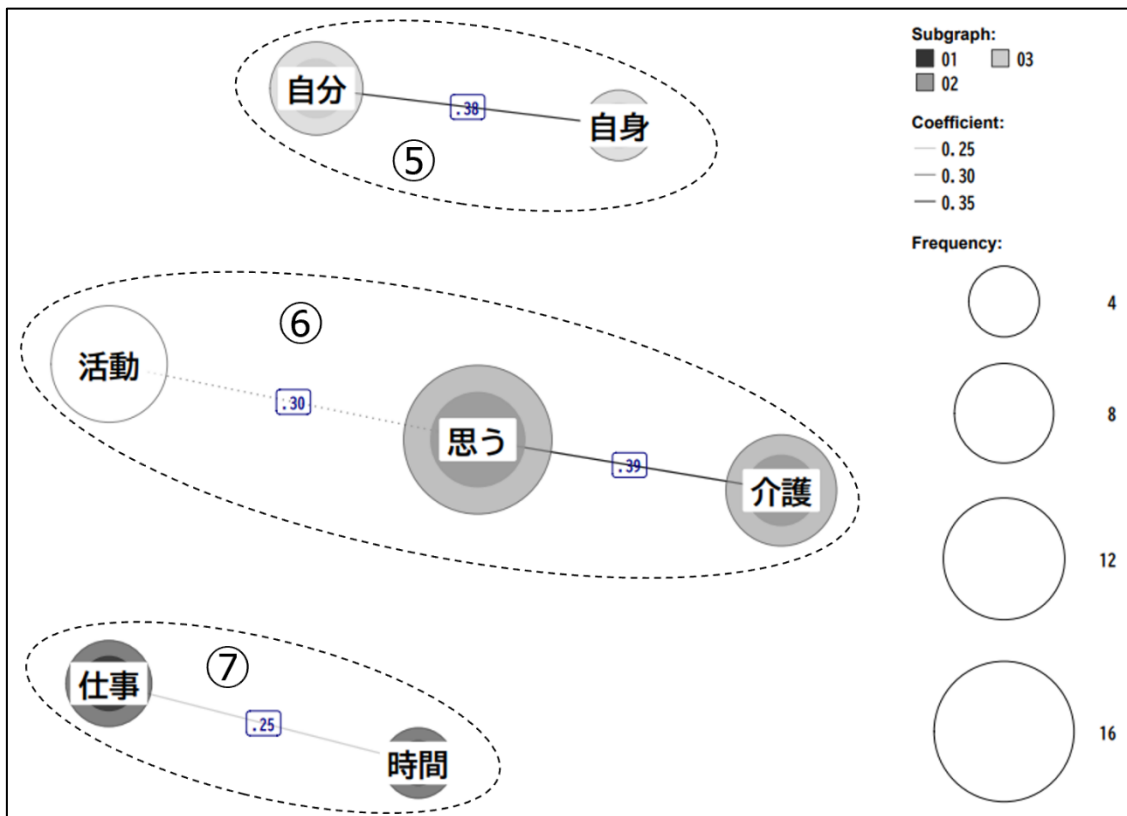 自分
.38
自身
⑤
⑥
活動
.30
思う
.39
介護
⑦
仕事
.25
時間
Subgraph:
01 03
02
Coefficient:
0.25
0.30
0.35
Frequency:
4
8
12
16